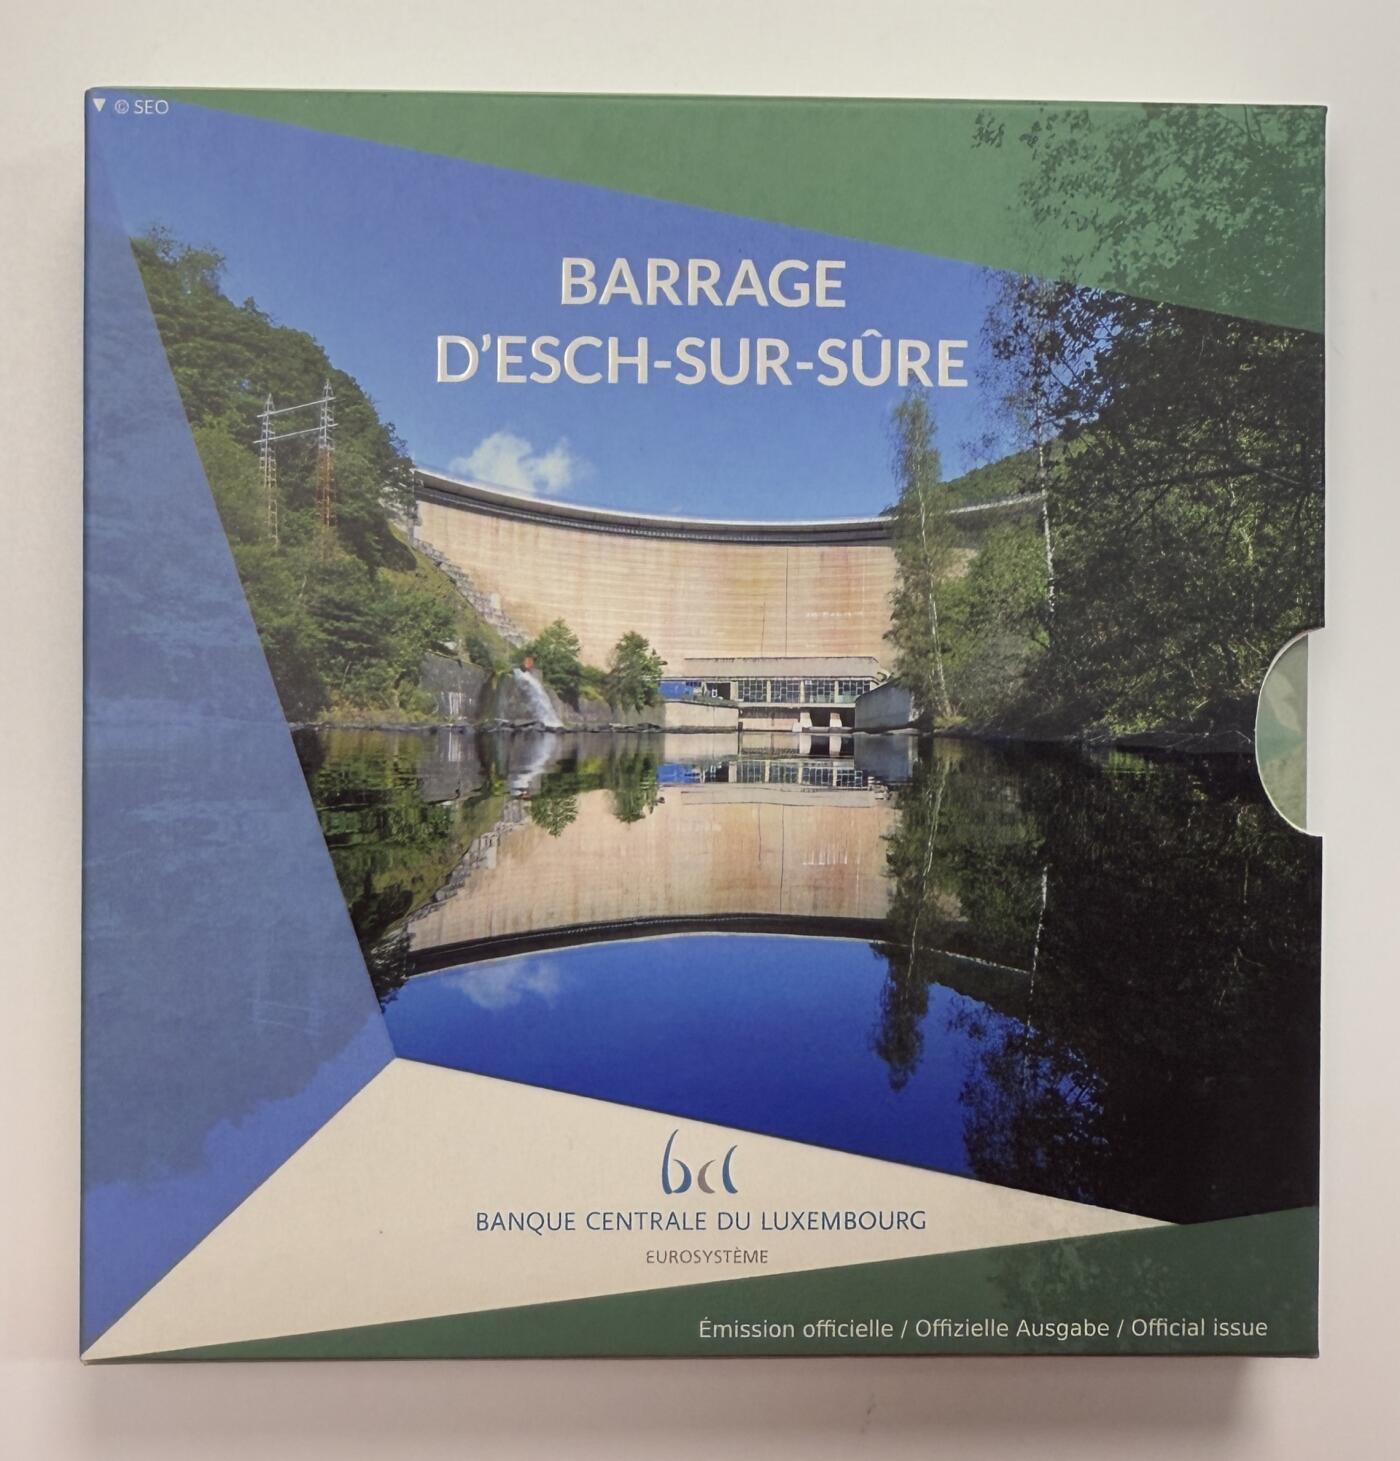 ▼ © SEO
BARRAGE
D’ESCH-SUR-SÛRE
bcl
BANQUE CENTRALE DU LUXEMBOURG
EUROSYSTÈME
Émission officielle / Offizielle Ausgabe / Official issue